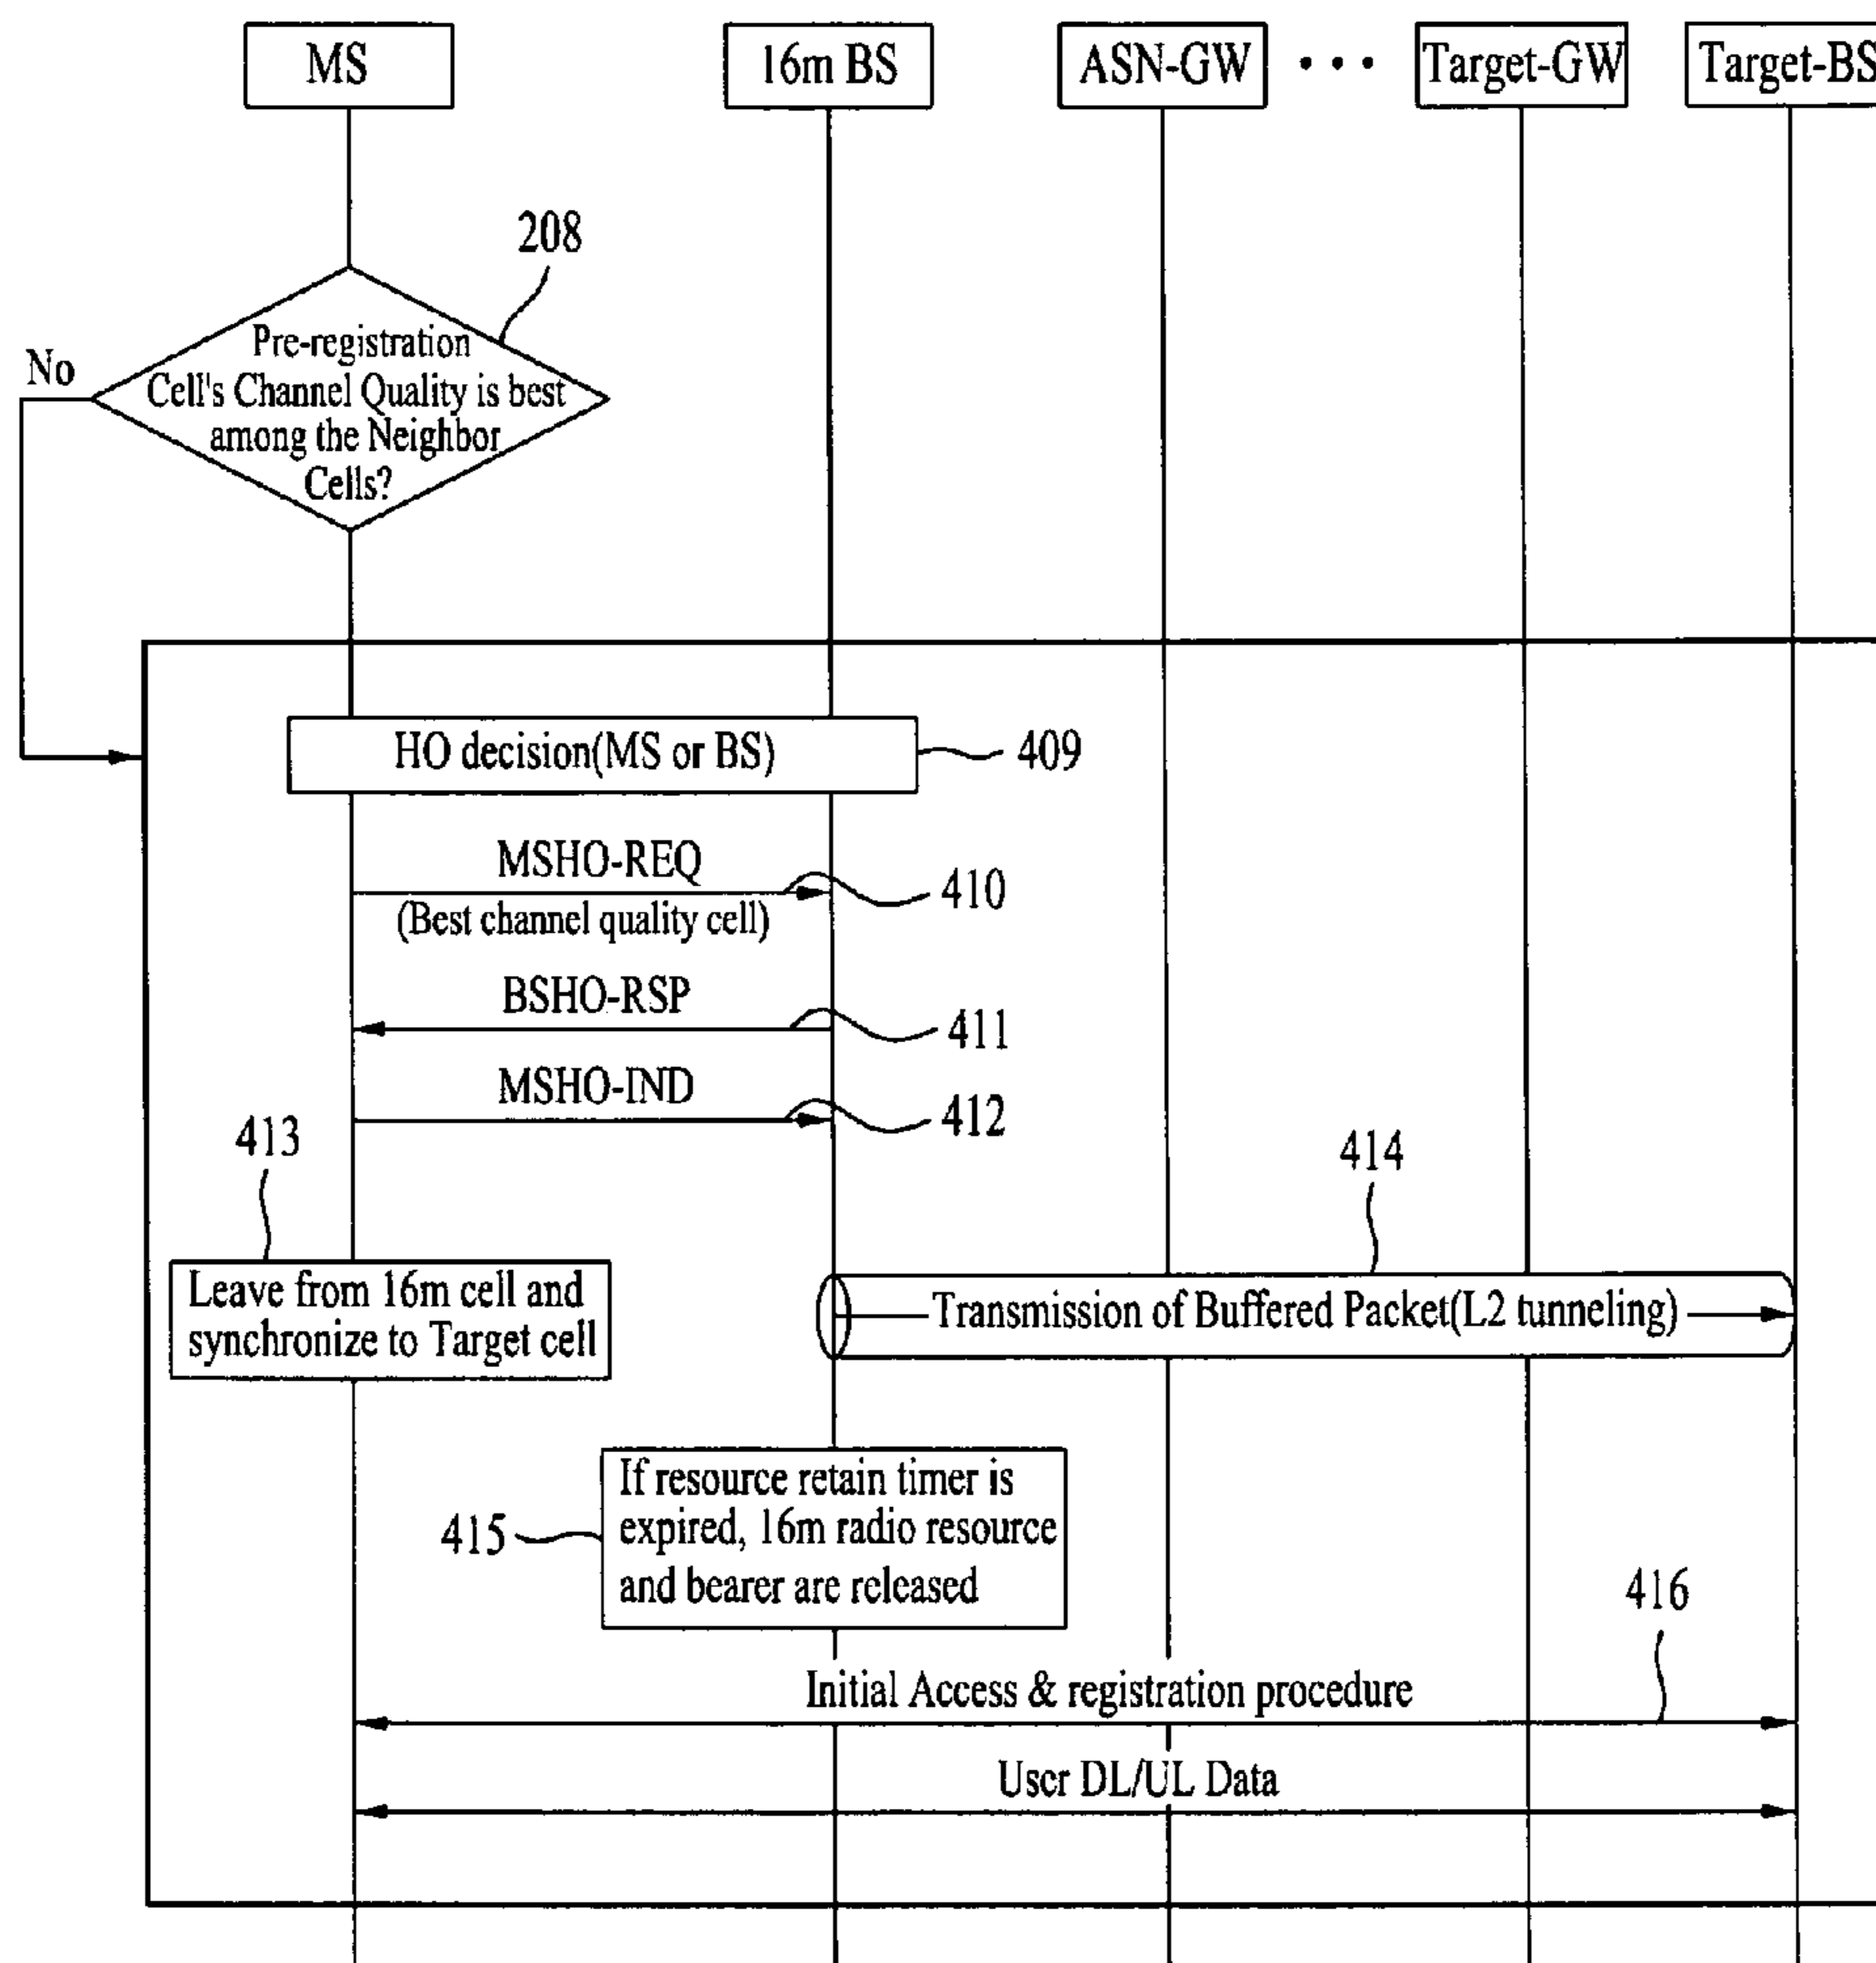 MS
16m BS
ASN-GW
• • •
Target-GW
Target-BS
208
No
Pre-registration
Cell's Channel Quality is best
among the Neighbor
Cells?
HO decision(MS or BS)
409
MSHO-REQ
410
(Best channel quality cell)
BSHO-RSP
411
MSHO-IND
412
413
414
Leave from 16m cell and
synchronize to Target cell
Transmission of Buffered Packet(L2 tunneling)
If resource retain timer is
expired, 16m radio resource
and bearer are released
415
416
Initial Access & registration procedure
User DL/UL Data